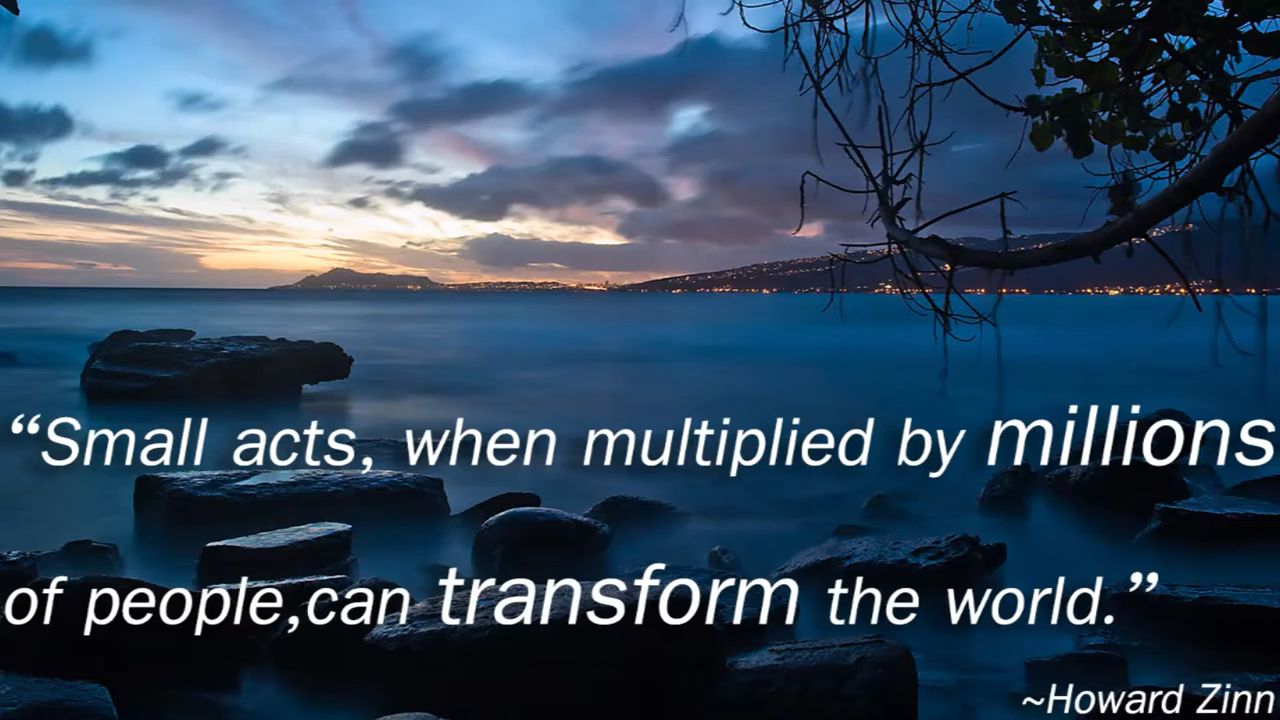 “Small acts, when multiplied by millions
of people,can transform the world.”
~Howard Zinn